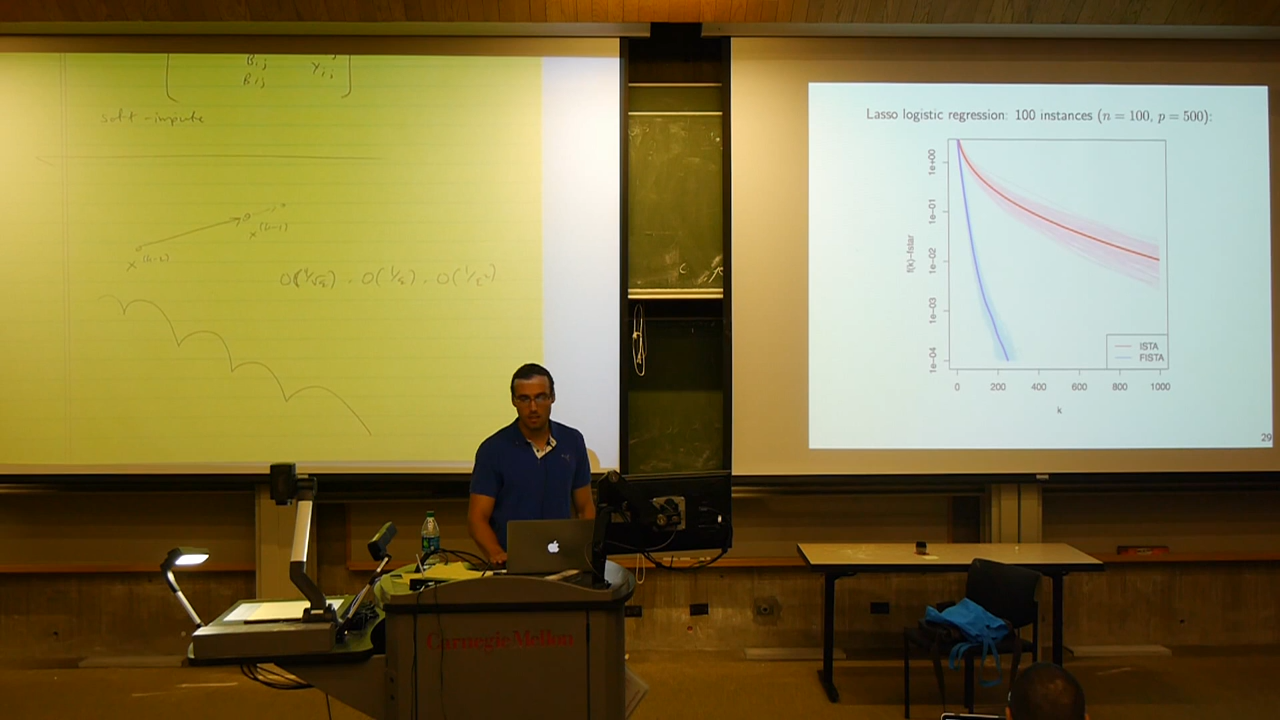 B i j
B i j
Y i j
soft-impute
x^(k-2)
x^(k-1)
O(1/√ε) . O(1/ε) . O(1/ε²)
Lasso logistic regression: 100 instances (n = 100, p = 500):
f(k)-fstar
1e+00
1e-01
1e-02
1e-03
1e-04
ISTA
FISTA
0 200 400 600 800 1000
k
29
Carnegie Mellon